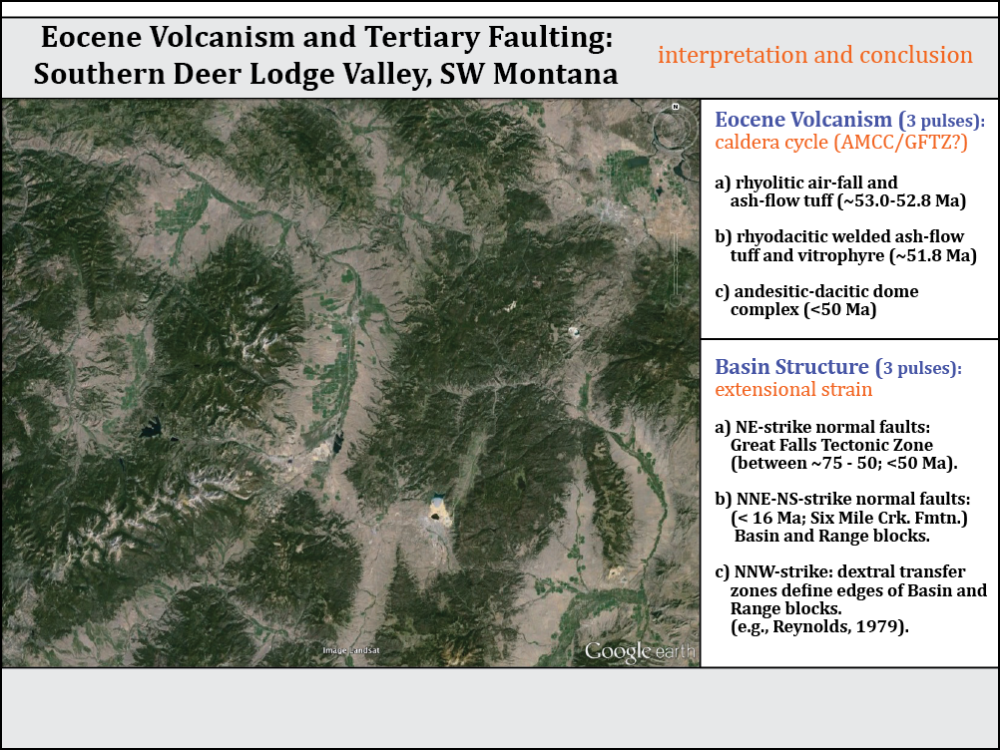 Eocene Volcanism and Tertiary Faulting:
Southern Deer Lodge Valley, SW Montana
interpretation and conclusion
N
Eocene Volcanism (3 pulses):
caldera cycle (AMCC/GFTZ?)
a) rhyolitic air-fall and
ash-flow tuff (~53.0-52.8 Ma)
b) rhyodacitic welded ash-flow
tuff and vitrophyre (~51.8 Ma)
c) andesitic-dacitic dome
complex (<50 Ma)
Basin Structure (3 pulses):
extensional strain
a) NE-strike normal faults:
Great Falls Tectonic Zone
(between ~75 - 50; <50 Ma).
b) NNE-NS-strike normal faults:
(< 16 Ma; Six Mile Crk. Fmtn.)
Basin and Range blocks.
c) NNW-strike: dextral transfer
zones define edges of Basin and
Range blocks.
(e.g., Reynolds, 1979).
Image Landsat
Google earth